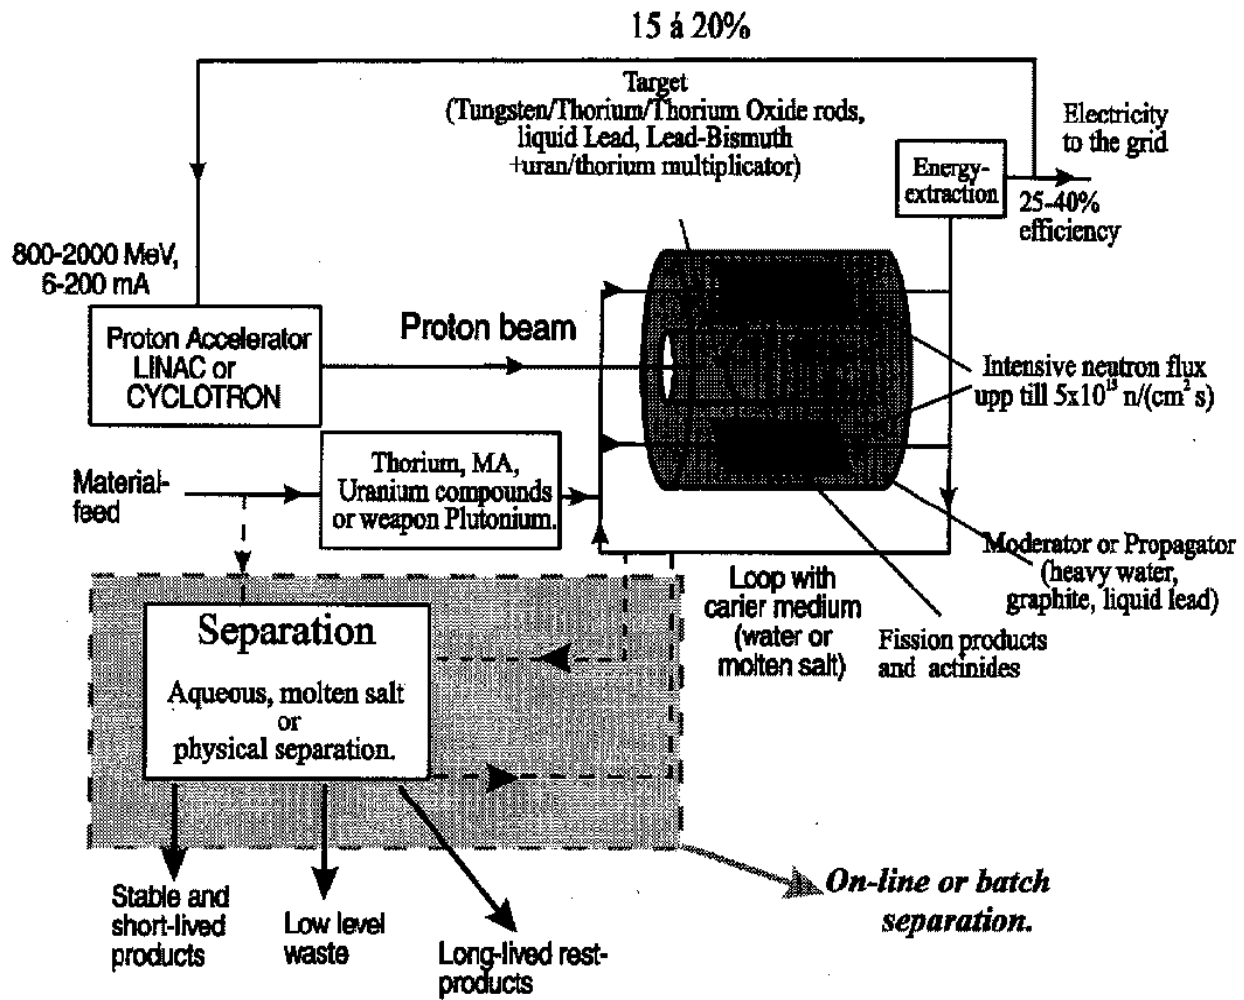 15 á 20%
Target
(Tungsten/Thorium/Thorium Oxide rods,
liquid Lead, Lead-Bismuth
+uran/thorium multiplicator)
Electricity
to the grid
Energy-
extraction
25-40%
efficiency
800-2000 MeV,
6-200 mA
Proton Accelerator
LINAC or
CYCLOTRON
Proton beam
Intensive neutron flux
upp till 5x10¹⁵ n/(cm² s)
Material-
feed
Thorium, MA,
Uranium compounds
or weapon Plutonium.
Moderator or Propagator
(heavy water,
graphite, liquid lead)
Loop with
carier medium
(water or
molten salt)
Fission products
and actinides
Separation
Aqueous, molten salt
or
physical separation.
Stable and
short-lived
products
Low level
waste
Long-lived rest-
products
On-line or batch
separation.